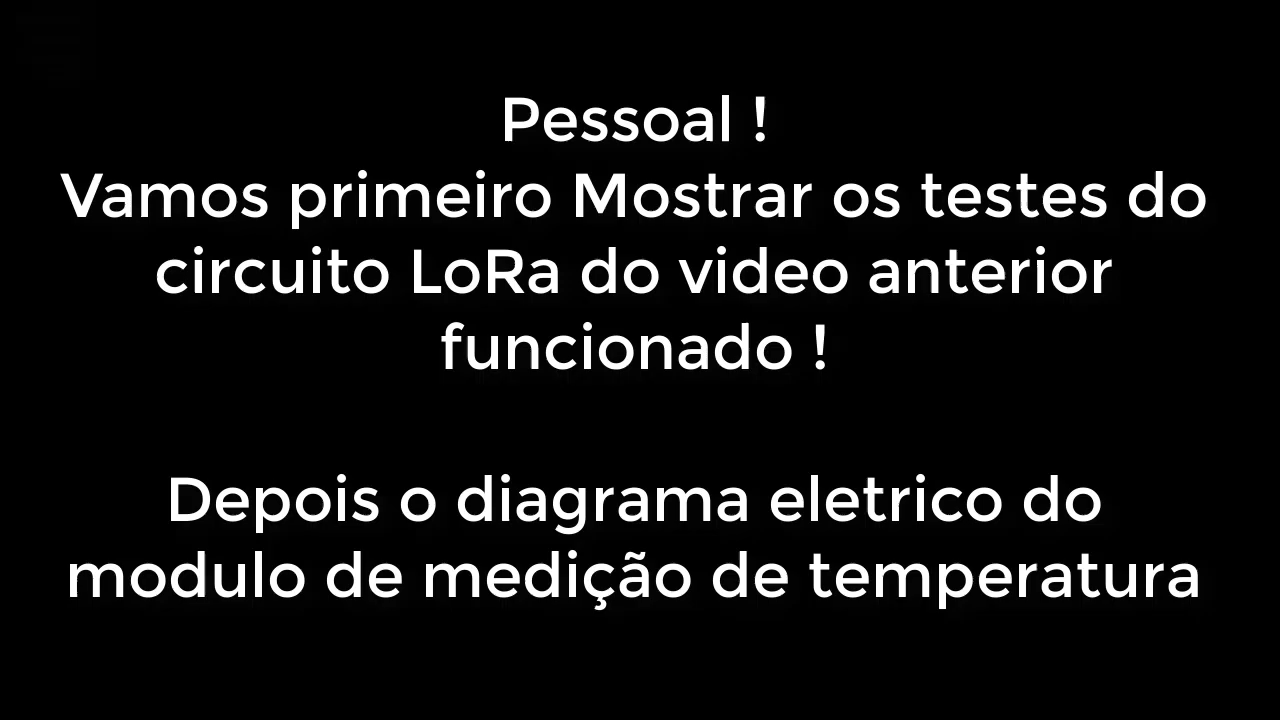 Pessoal !
Vamos primeiro Mostrar os testes do
circuito LoRa do video anterior
funcionado !
Depois o diagrama eletrico do
modulo de medição de temperatura